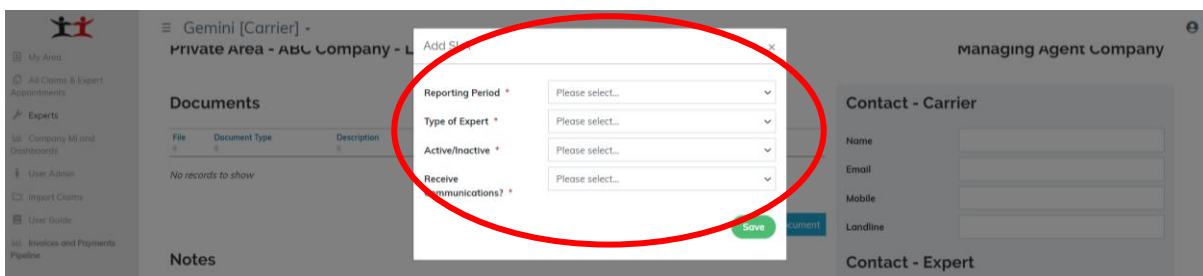 Gemini [Carrier]
Private Area - ABC Company - L
Managing Agent Company
My Area
All Claims & Expert
Appointments
Experts
Company MI and
Dashboards
User Admin
Import Claims
User Guide
Invoices and Payments
Pipeline
Documents
File Document Type Description
No records to show
Notes
Add
×
Reporting Period * Please select...
Type of Expert * Please select...
Active/Inactive * Please select...
Receive Please select...
Communications? *
Save
ocument
Contact - Carrier
Name
Email
Mobile
Landline
Contact - Expert